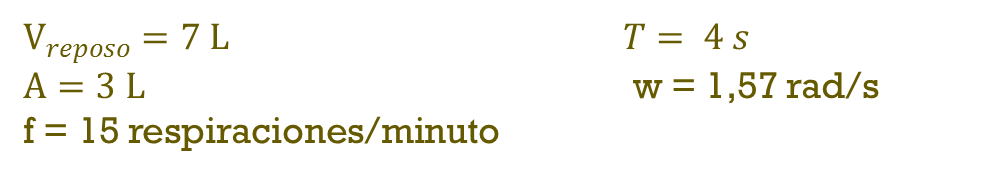 V_reposo = 7 L
T = 4 s
A = 3 L
w = 1,57 rad/s
f = 15 respiraciones/minuto